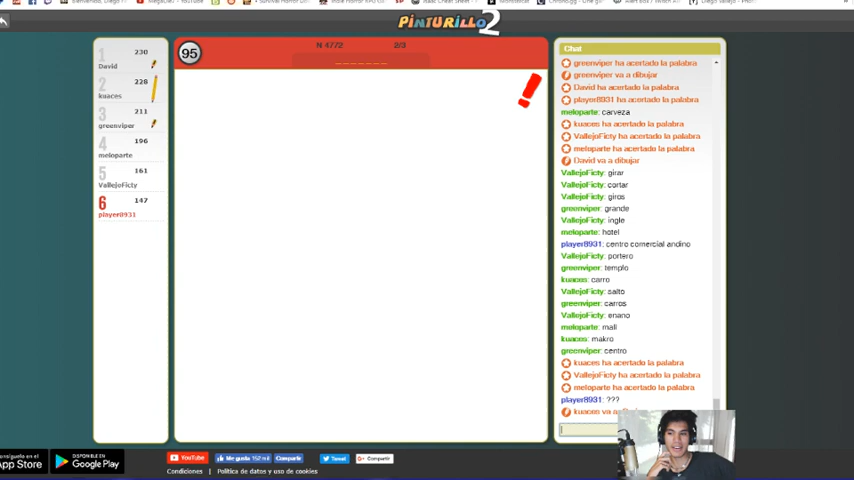 PINTURILLO 2
95
N 4772
2/3
_ _ _ _ _ _ _
1 David 230
2 kuaces 228
3 greenviper 211
4 meloparte 196
5 VallejoFicty 161
6 player8931 147
Chat
greenviper ha acertado la palabra
greenviper va a dibujar
David ha acertado la palabra
player8931 ha acertado la palabra
meloparte: carveza
kuaces ha acertado la palabra
VallejoFicty ha acertado la palabra
meloparte ha acertado la palabra
David va a dibujar
VallejoFicty: girar
VallejoFicty: cortar
VallejoFicty: giros
greenviper: grande
VallejoFicty: ingle
meloparte: hotel
player8931: centro comercial andino
VallejoFicty: portero
greenviper: templo
kuaces: carro
VallejoFicty: salto
greenviper: carros
VallejoFicty: enano
meloparte: mall
kuaces: makro
greenviper: centro
kuaces ha acertado la palabra
VallejoFicty ha acertado la palabra
meloparte ha acertado la palabra
player8931: ???
kuaces va a
App Store
DISPONIBLE EN
Google Play
YouTube
Me gusta 152 mil
Compartir
Tweet
Compartir
Condiciones | Política de datos y uso de cookies